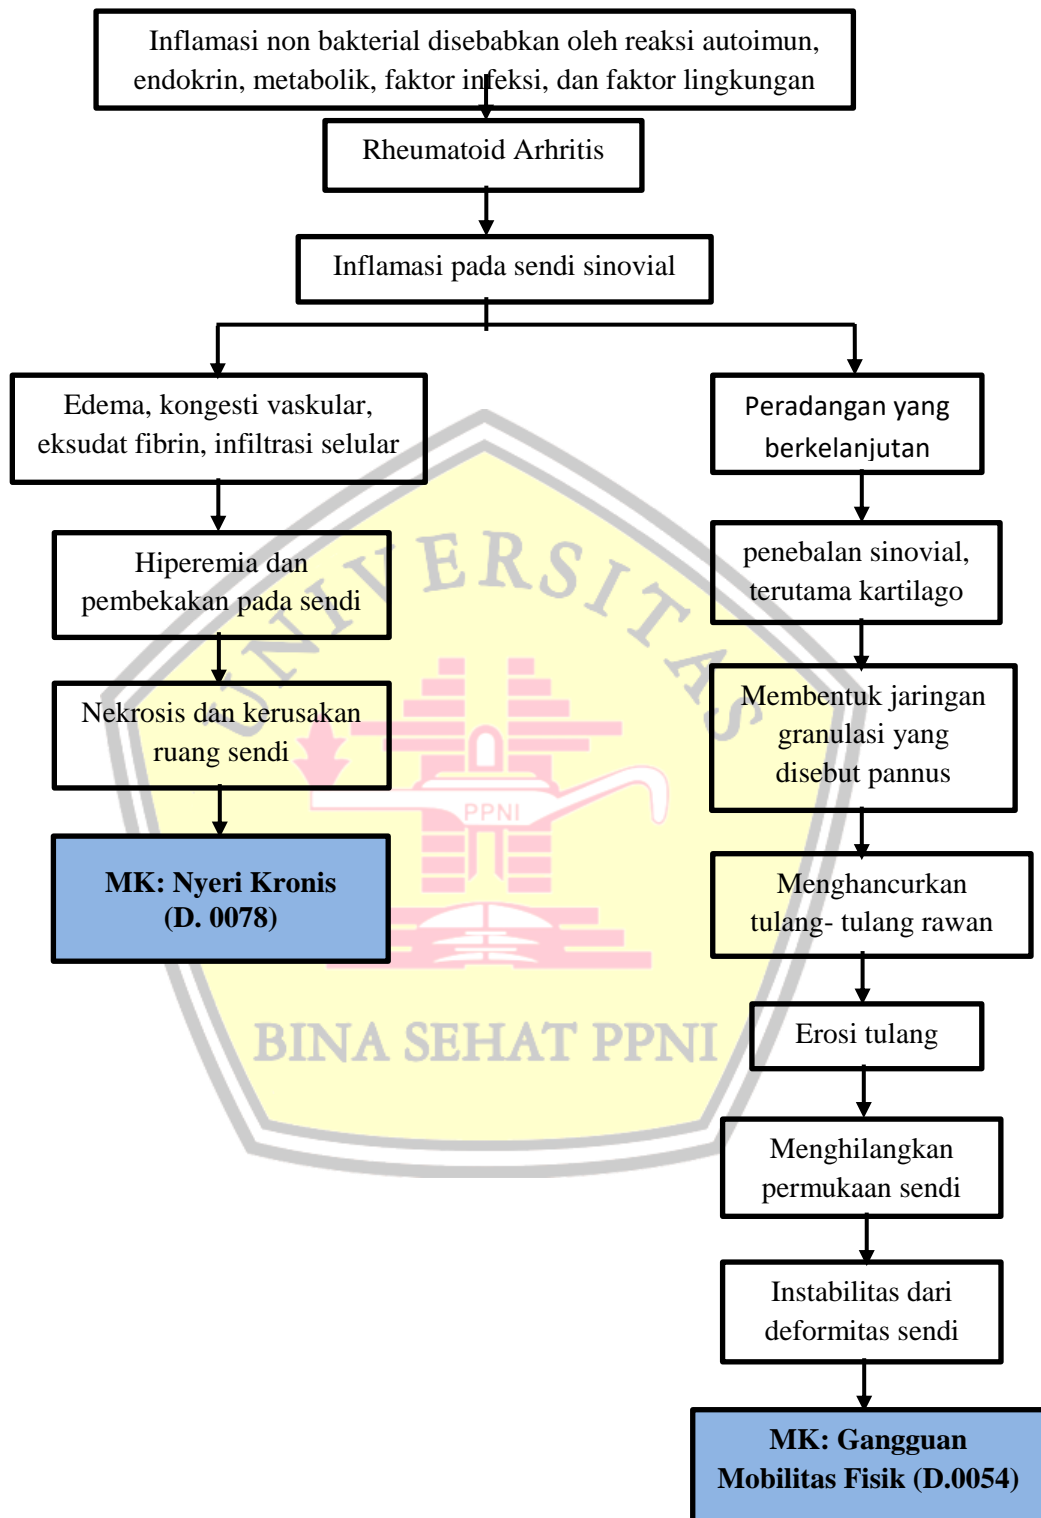 Inflamasi non bakterial disebabkan oleh reaksi autoimun,
endokrin, metabolik, faktor infeksi, dan faktor lingkungan
Rheumatoid Arhritis
Inflamasi pada sendi sinovial
Edema, kongesti vaskular,
eksudat fibrin, infiltrasi selular
Hiperemia dan
pembekakan pada sendi
Nekrosis dan kerusakan
ruang sendi
MK: Nyeri Kronis
(D. 0078)
Peradangan yang
berkelanjutan
penebalan sinovial,
terutama kartilago
Membentuk jaringan
granulasi yang
disebut pannus
Menghancurkan
tulang- tulang rawan
Erosi tulang
Menghilangkan
permukaan sendi
Instabilitas dari
deformitas sendi
MK: Gangguan
Mobilitas Fisik (D.0054)
UNIVERSITAS
PPNI
BINA SEHAT PPNI